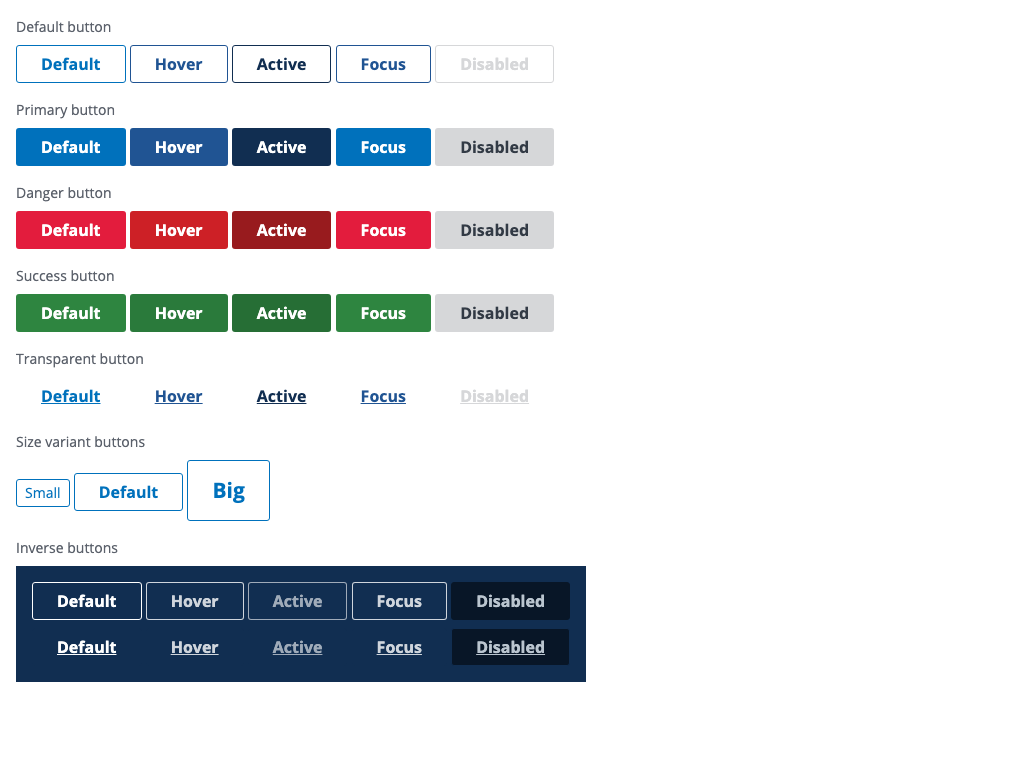 Default button
Default Hover Active Focus Disabled
Primary button
Default Hover Active Focus Disabled
Danger button
Default Hover Active Focus Disabled
Success button
Default Hover Active Focus Disabled
Transparent button
Default Hover Active Focus Disabled
Size variant buttons
Small Default Big
Inverse buttons
Default Hover Active Focus Disabled
Default Hover Active Focus Disabled